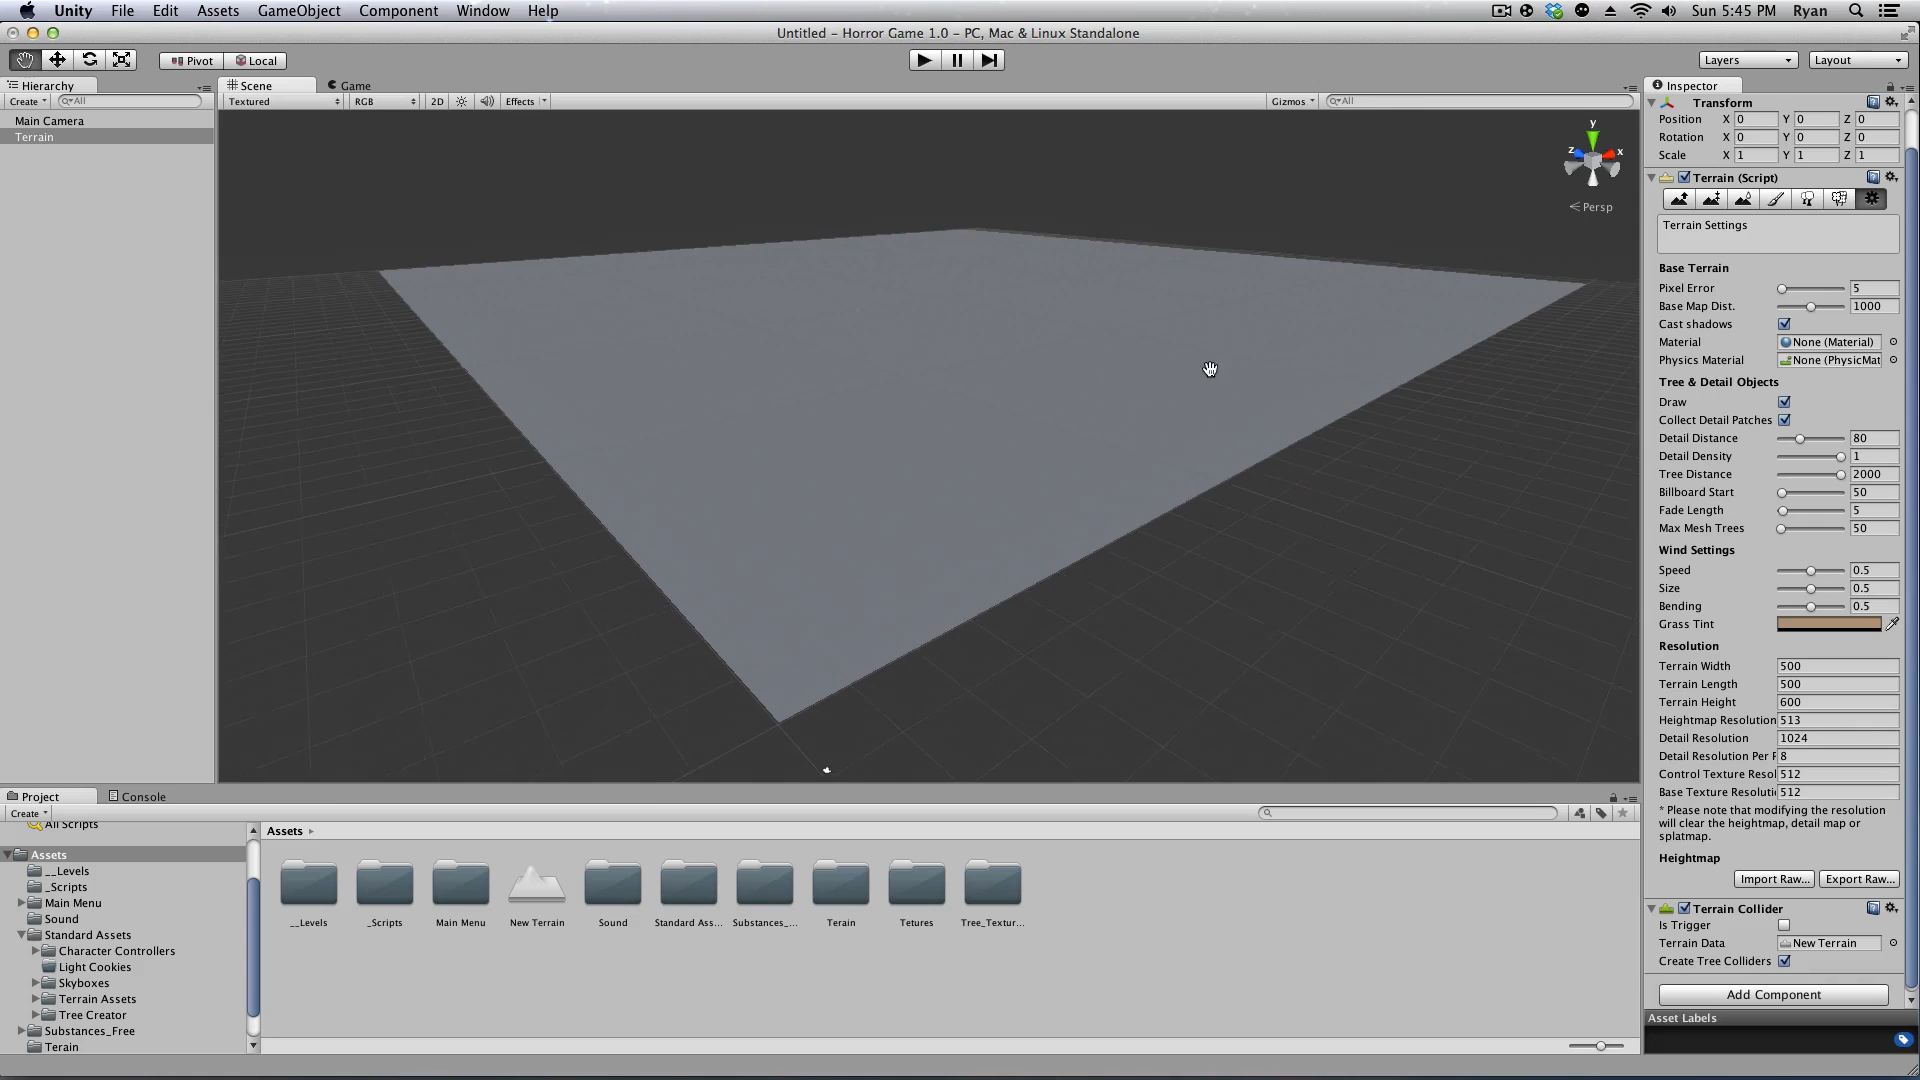 Unity File Edit Assets GameObject Component Window Help Sun 5:45 PM Ryan
Untitled – Horror Game 1.0 – PC, Mac & Linux Standalone
Pivot Local Layers Layout
Hierarchy
Create All
Main Camera
Terrain
Scene Game
Textured RGB 2D Effects Gizmos All
y
z x
Persp
Inspector
Transform
Position X 0 Y 0 Z 0
Rotation X 0 Y 0 Z 0
Scale X 1 Y 1 Z 1
Terrain (Script)
Terrain Settings
Base Terrain
Pixel Error 5
Base Map Dist. 1000
Cast shadows
Material None (Material)
Physics Material None (PhysicMat
Tree & Detail Objects
Draw
Collect Detail Patches
Detail Distance 80
Detail Density 1
Tree Distance 2000
Billboard Start 50
Fade Length 5
Max Mesh Trees 50
Wind Settings
Speed 0.5
Size 0.5
Bending 0.5
Grass Tint
Resolution
Terrain Width 500
Terrain Length 500
Terrain Height 600
Heightmap Resolution 513
Detail Resolution 1024
Detail Resolution Per P 8
Control Texture Resol 512
Base Texture Resoluti 512
* Please note that modifying the resolution
will clear the heightmap, detail map or
splatmap.
Heightmap
Import Raw... Export Raw...
Terrain Collider
Is Trigger
Terrain Data New Terrain
Create Tree Colliders
Add Component
Asset Labels
Project Console
Create
All Scripts
Assets
__Levels
_Scripts
Main Menu
Sound
Standard Assets
Character Controllers
Light Cookies
Skyboxes
Terrain Assets
Tree Creator
Substances_Free
Terain
Assets
__Levels _Scripts Main Menu New Terrain Sound Standard Ass... Substances_... Terain Tetures Tree_Textur...